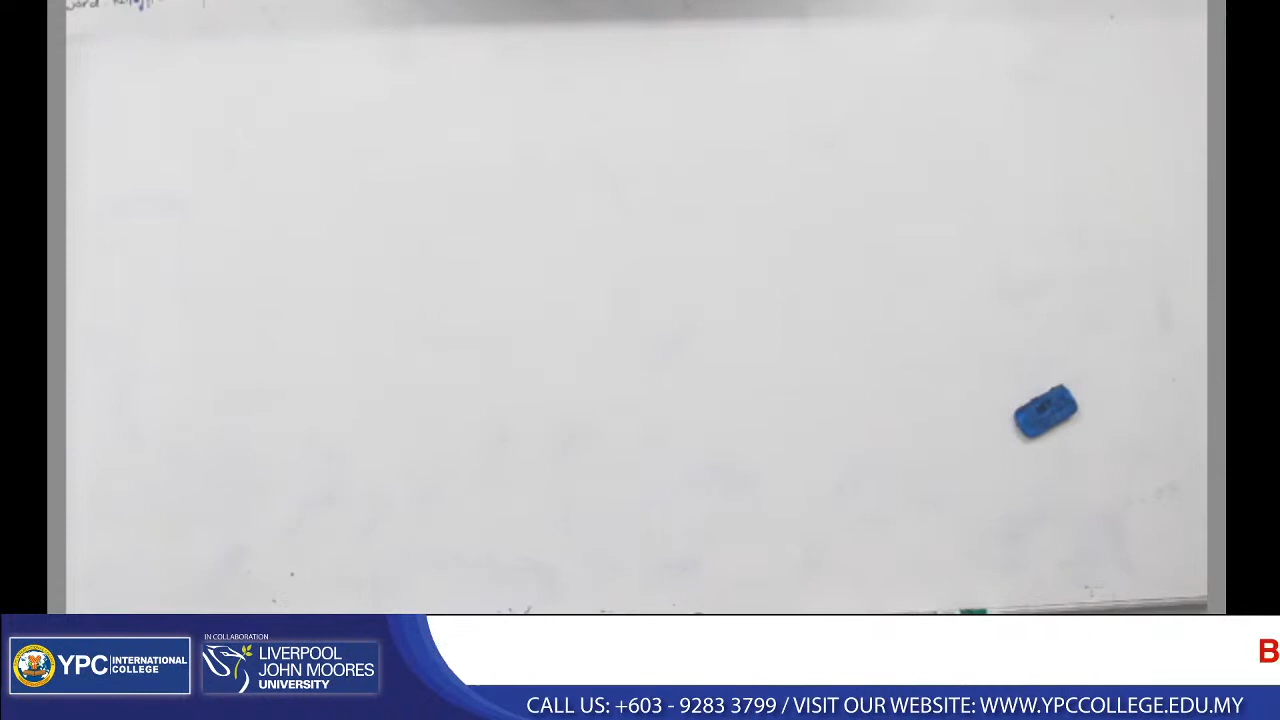 YPC INTERNATIONAL COLLEGE
IN COLLABORATION
LIVERPOOL
JOHN MOORES
UNIVERSITY
B
CALL US: +603 - 9283 3799 / VISIT OUR WEBSITE: WWW.YPCCOLLEGE.EDU.MY